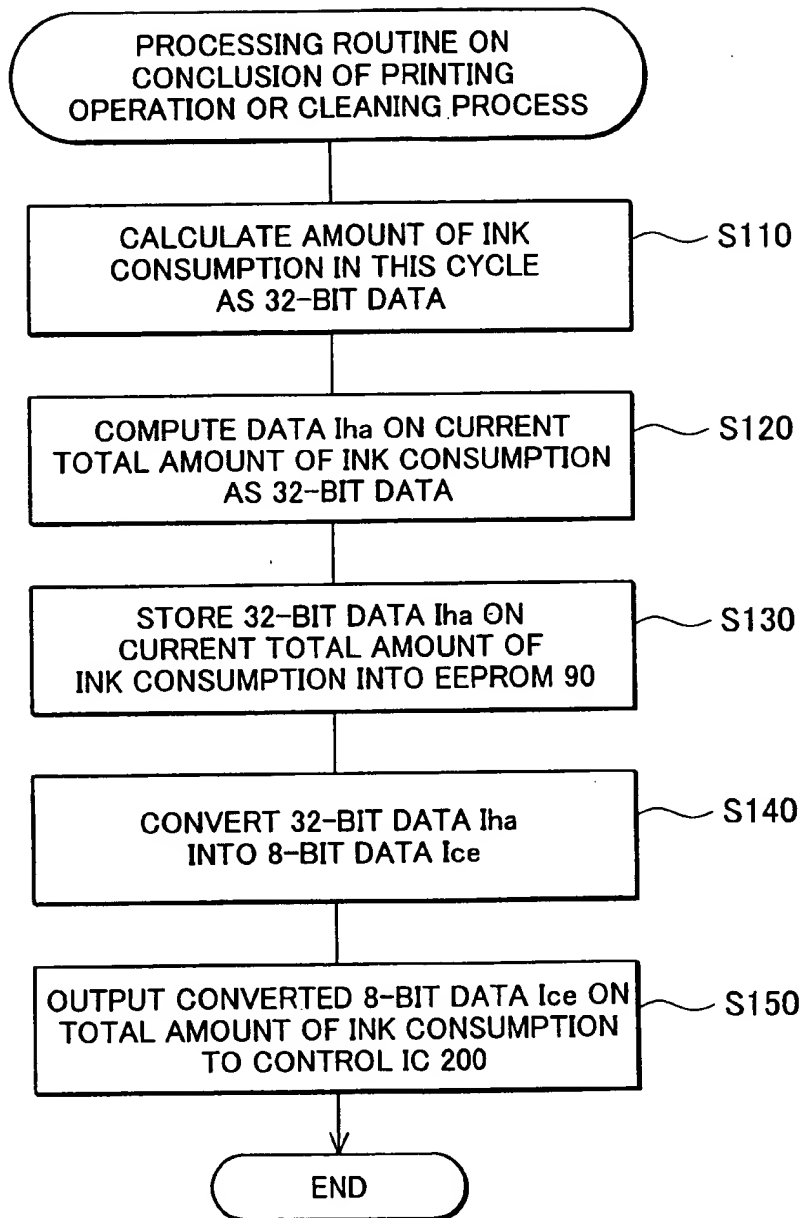 PROCESSING ROUTINE ON
CONCLUSION OF PRINTING
OPERATION OR CLEANING PROCESS
CALCULATE AMOUNT OF INK
CONSUMPTION IN THIS CYCLE
AS 32-BIT DATA
S110
COMPUTE DATA Iha ON CURRENT
TOTAL AMOUNT OF INK CONSUMPTION
AS 32-BIT DATA
S120
STORE 32-BIT DATA Iha ON
CURRENT TOTAL AMOUNT OF
INK CONSUMPTION INTO EEPROM 90
S130
CONVERT 32-BIT DATA Iha
INTO 8-BIT DATA Ice
S140
OUTPUT CONVERTED 8-BIT DATA Ice ON
TOTAL AMOUNT OF INK CONSUMPTION
TO CONTROL IC 200
S150
END